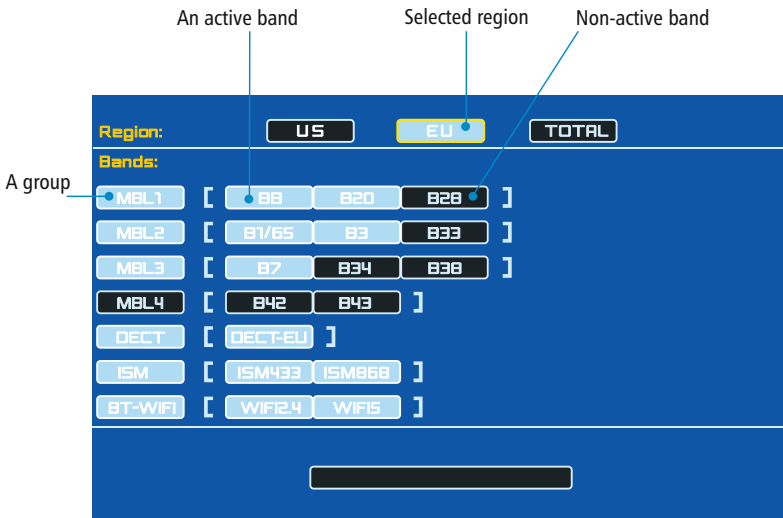 An active band Selected region Non-active band
Region: US EU TOTAL
Bands:
A group
MBL1 [ B8 B20 B28 ]
MBL2 [ B1/65 B3 B33 ]
MBL3 [ B7 B34 B38 ]
MBL4 [ B42 B43 ]
DECT [ DECT-EU ]
ISM [ ISM433 ISM868 ]
BT-WIFI [ WIFI2.4 WIFI5 ]